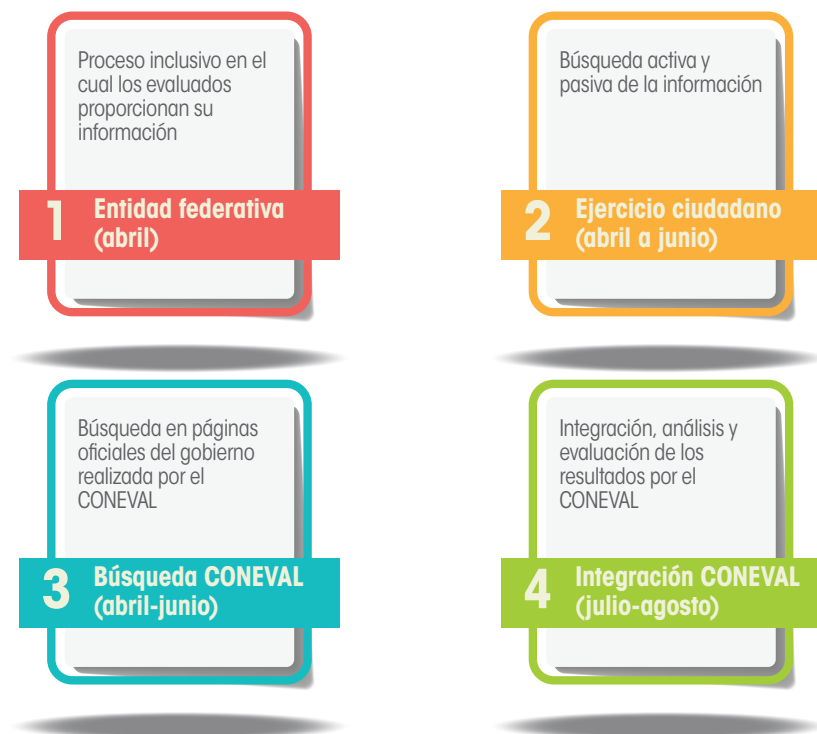 Proceso inclusivo en el
cual los evaluados
proporcionan su
información
1 Entidad federativa
(abril)
Búsqueda activa y
pasiva de la información
2 Ejercicio ciudadano
(abril a junio)
Búsqueda en páginas
oficiales del gobierno
realizada por el
CONEVAL
3 Búsqueda CONEVAL
(abril-junio)
Integración, análisis y
evaluación de los
resultados por el
CONEVAL
4 Integración CONEVAL
(julio-agosto)